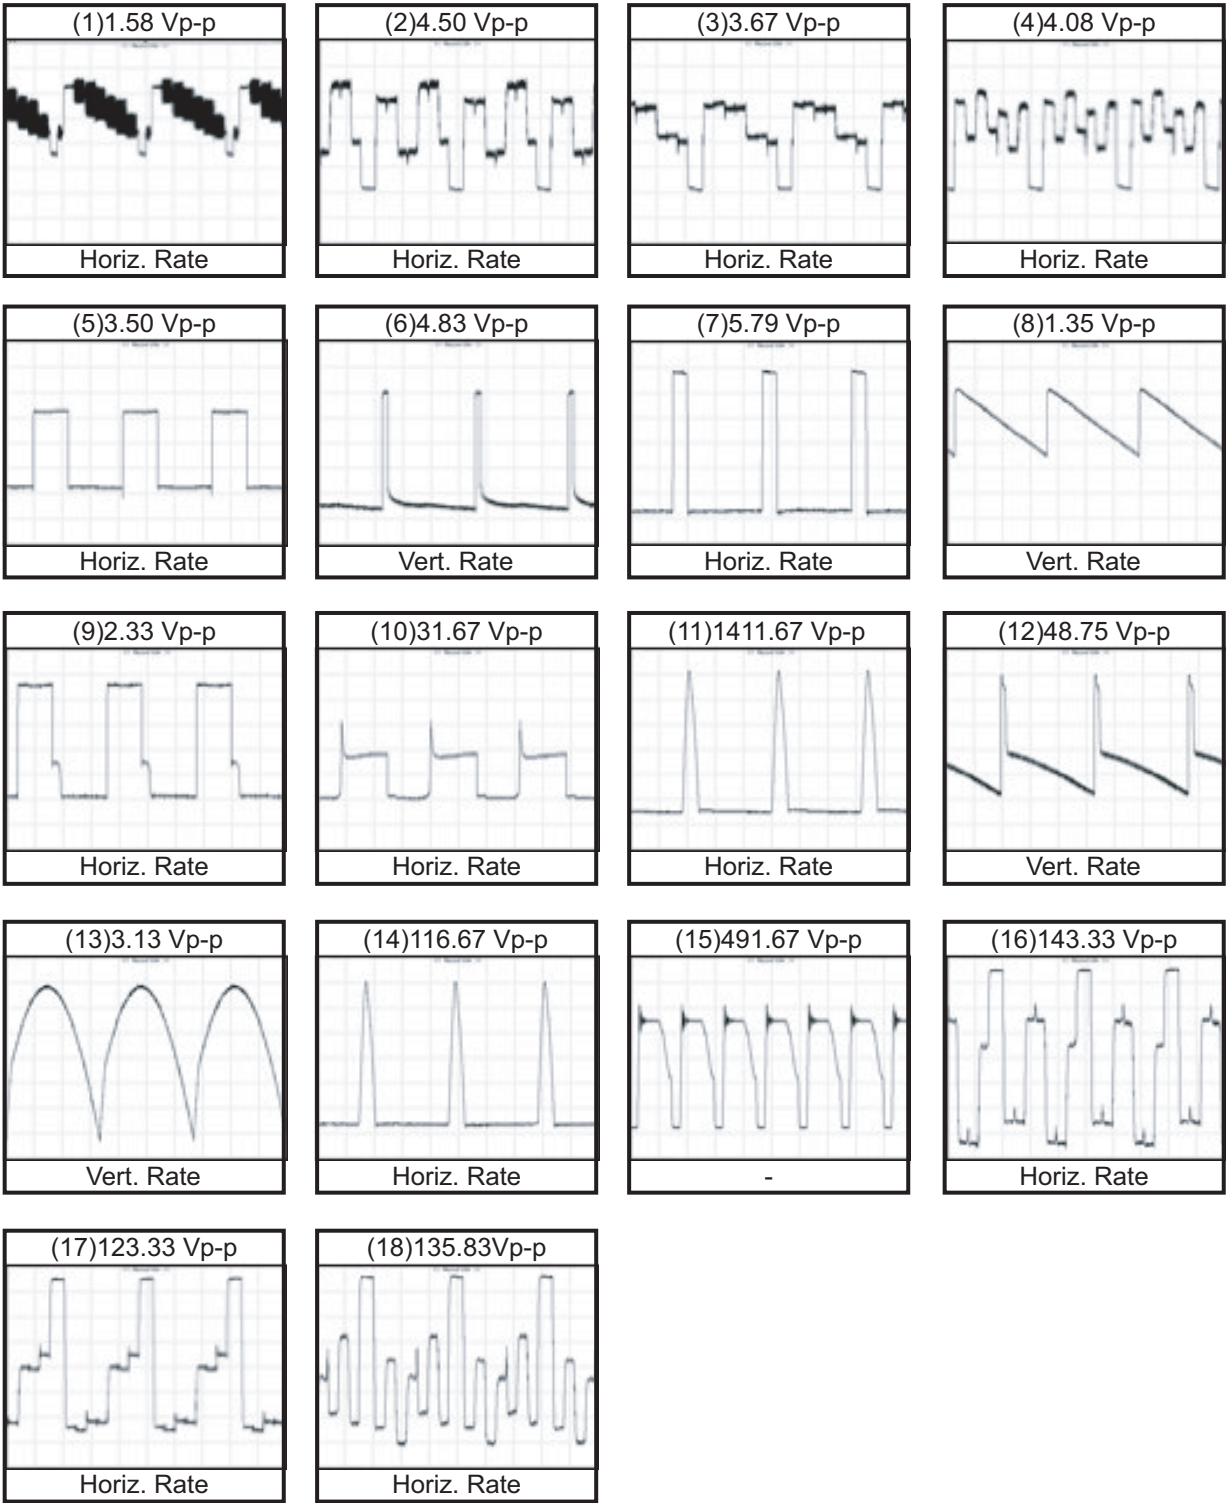 (1)1.58 Vp-p
Horiz. Rate
(2)4.50 Vp-p
Horiz. Rate
(3)3.67 Vp-p
Horiz. Rate
(4)4.08 Vp-p
Horiz. Rate
(5)3.50 Vp-p
Horiz. Rate
(6)4.83 Vp-p
Vert. Rate
(7)5.79 Vp-p
Horiz. Rate
(8)1.35 Vp-p
Vert. Rate
(9)2.33 Vp-p
Horiz. Rate
(10)31.67 Vp-p
Horiz. Rate
(11)1411.67 Vp-p
Horiz. Rate
(12)48.75 Vp-p
Vert. Rate
(13)3.13 Vp-p
Vert. Rate
(14)116.67 Vp-p
Horiz. Rate
(15)491.67 Vp-p
-
(16)143.33 Vp-p
Horiz. Rate
(17)123.33 Vp-p
Horiz. Rate
(18)135.83Vp-p
Horiz. Rate